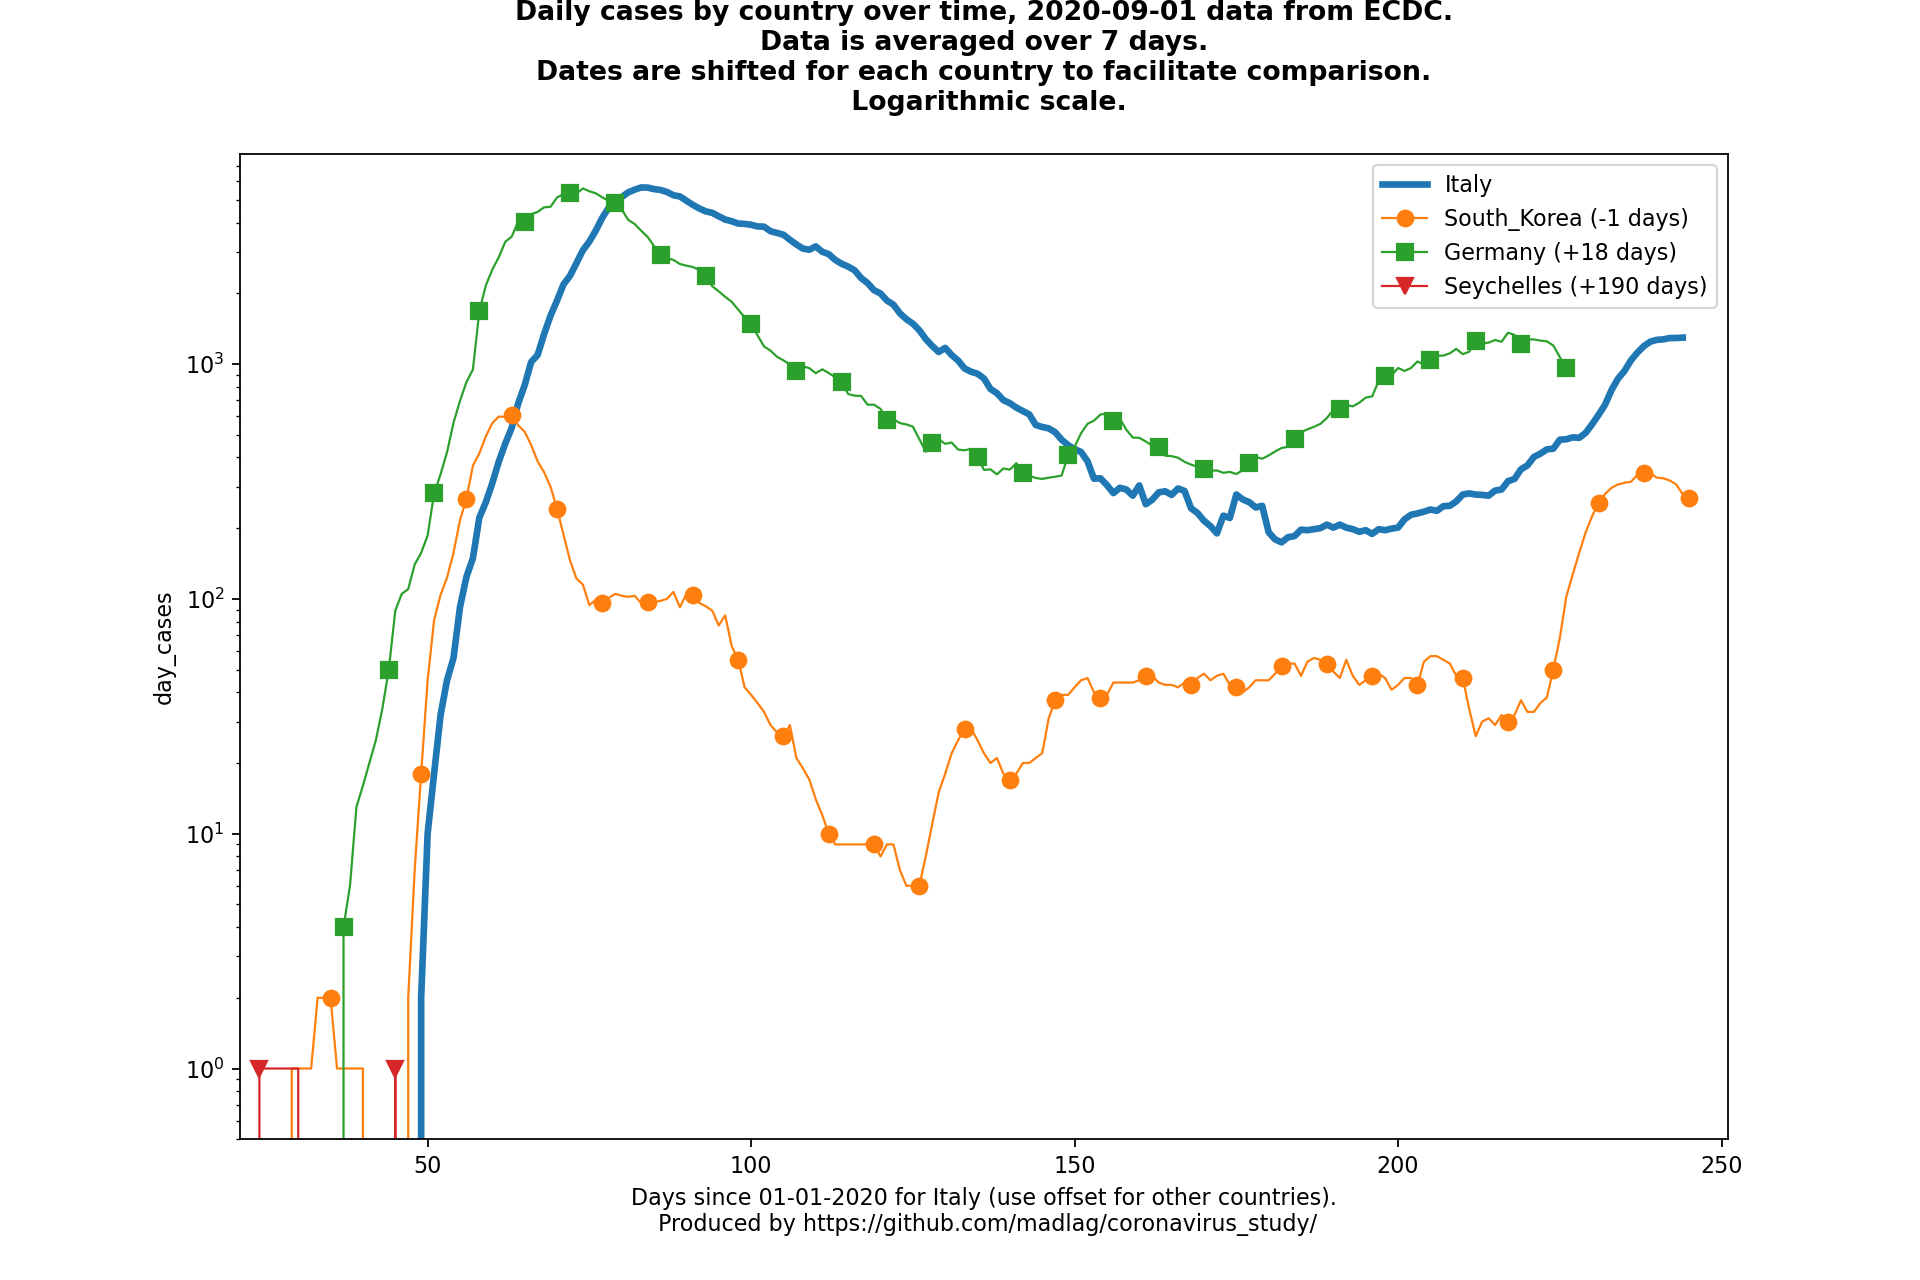 Daily cases by country over time, 2020-09-01 data from ECDC.
Data is averaged over 7 days.
Dates are shifted for each country to facilitate comparison.
Logarithmic scale.
Italy
South_Korea (-1 days)
Germany (+18 days)
Seychelles (+190 days)
10³
10²
10¹
10⁰
day_cases
50 100 150 200 250
Days since 01-01-2020 for Italy (use offset for other countries).
Produced by https://github.com/madlag/coronavirus_study/